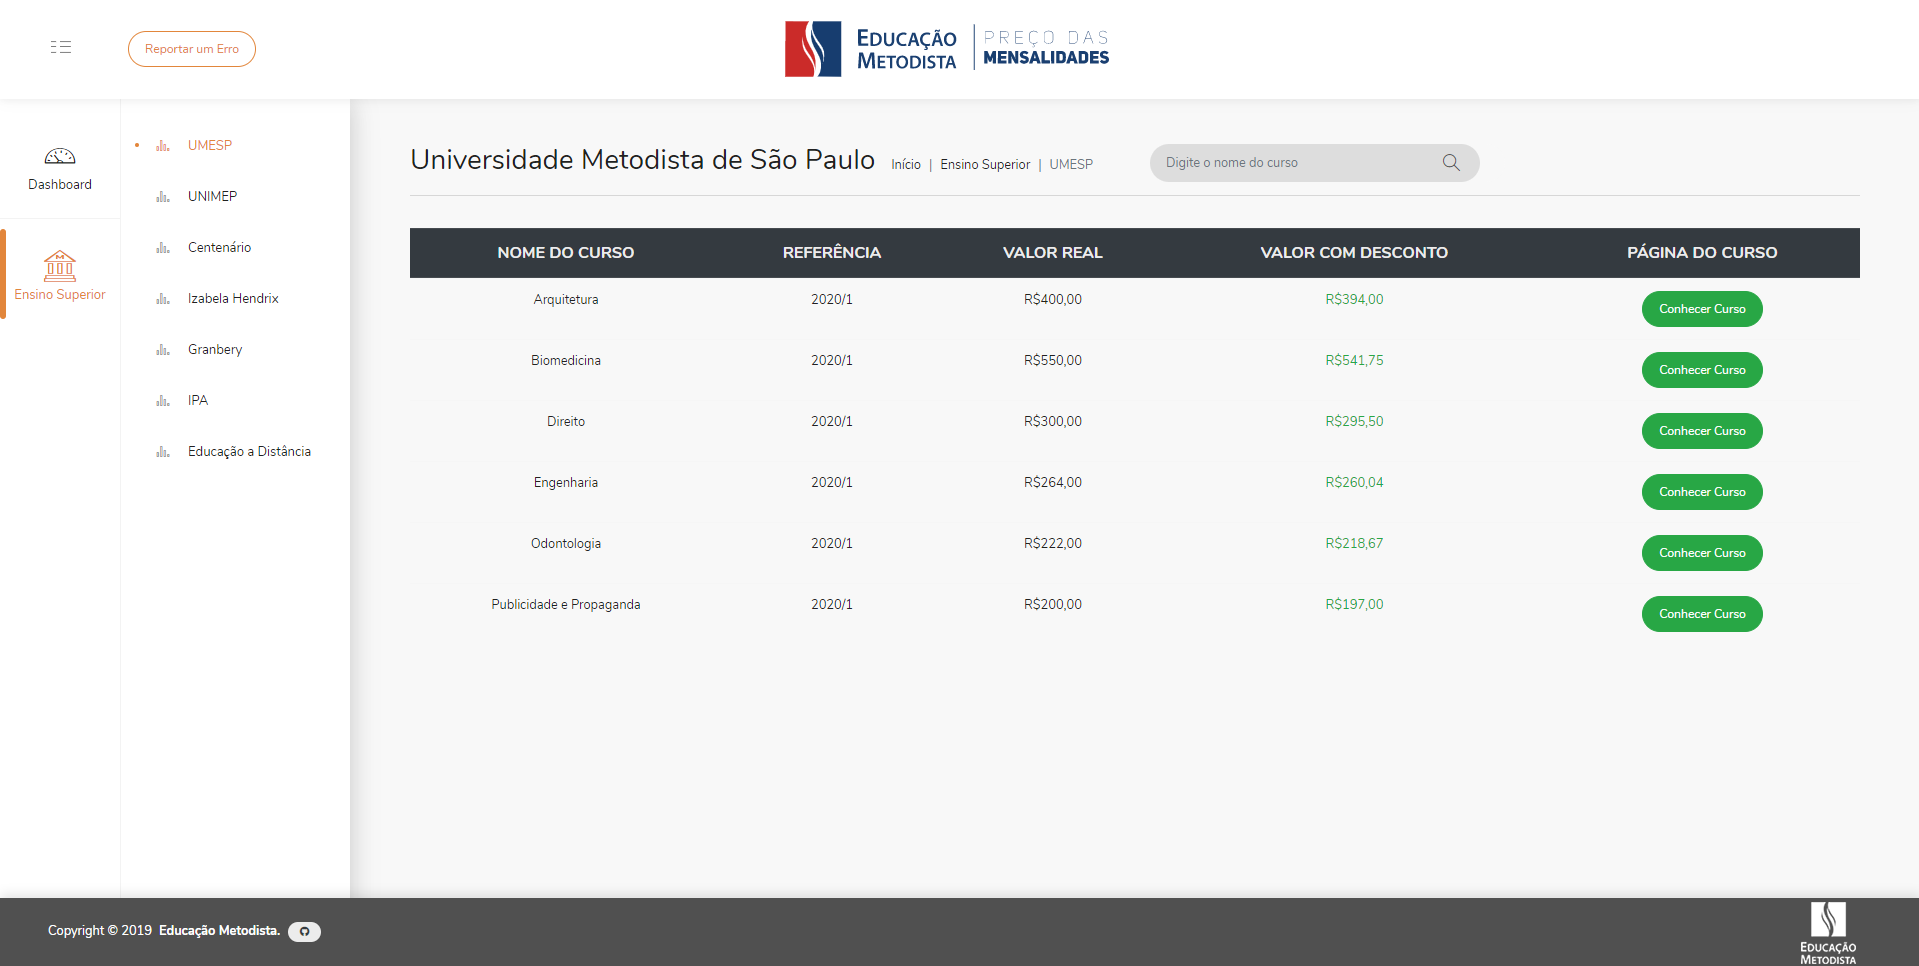 Reportar um Erro
EDUCAÇÃO
METODISTA
PREÇO DAS
MENSALIDADES
Dashboard
Ensino Superior
UMESP
UNIMEP
Centenário
Izabela Hendrix
Granbery
IPA
Educação a Distância
Universidade Metodista de São Paulo Início | Ensino Superior | UMESP
Digite o nome do curso
NOME DO CURSO REFERÊNCIA VALOR REAL VALOR COM DESCONTO PÁGINA DO CURSO
Arquitetura 2020/1 R$400,00 R$394,00 Conhecer Curso
Biomedicina 2020/1 R$550,00 R$541,75 Conhecer Curso
Direito 2020/1 R$300,00 R$295,50 Conhecer Curso
Engenharia 2020/1 R$264,00 R$260,04 Conhecer Curso
Odontologia 2020/1 R$222,00 R$218,67 Conhecer Curso
Publicidade e Propaganda 2020/1 R$200,00 R$197,00 Conhecer Curso
Copyright © 2019 Educação Metodista.
EDUCAÇÃO
METODISTA